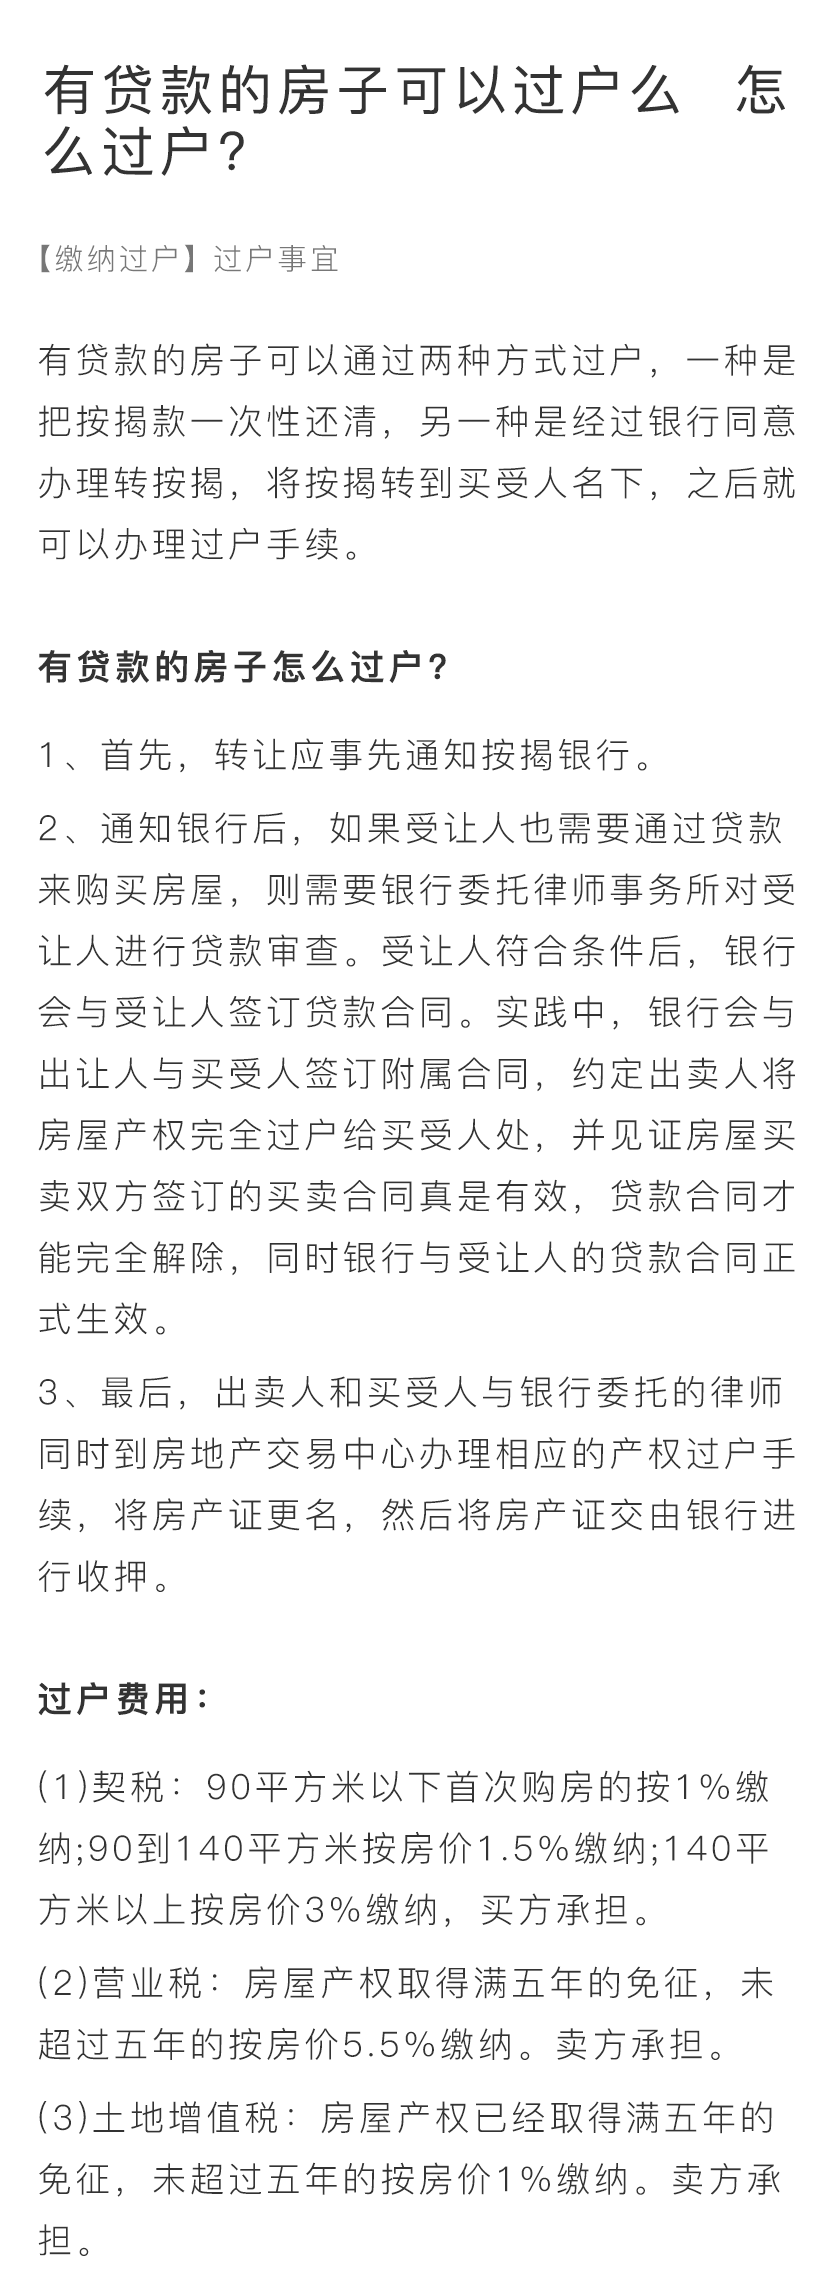 有贷款的房子可以过户么　怎
么过户？
【缴纳过户】过户事宜
有贷款的房子可以通过两种方式过户，一种是
把按揭款一次性还清，另一种是经过银行同意
办理转按揭，将按揭转到买受人名下，之后就
可以办理过户手续。
有贷款的房子怎么过户？
1、首先，转让应事先通知按揭银行。
2、通知银行后，如果受让人也需要通过贷款
来购买房屋，则需要银行委托律师事务所对受
让人进行贷款审查。受让人符合条件后，银行
会与受让人签订贷款合同。实践中，银行会与
出让人与买受人签订附属合同，约定出卖人将
房屋产权完全过户给买受人处，并见证房屋买
卖双方签订的买卖合同真是有效，贷款合同才
能完全解除，同时银行与受让人的贷款合同正
式生效。
3、最后，出卖人和买受人与银行委托的律师
同时到房地产交易中心办理相应的产权过户手
续，将房产证更名，然后将房产证交由银行进
行收押。
过户费用：
(1)契税：90平方米以下首次购房的按1%缴
纳;90到140平方米按房价1.5%缴纳;140平
方米以上按房价3%缴纳，买方承担。
(2)营业税：房屋产权取得满五年的免征，未
超过五年的按房价5.5%缴纳。卖方承担。
(3)土地增值税：房屋产权已经取得满五年的
免征，未超过五年的按房价1%缴纳。卖方承
担。